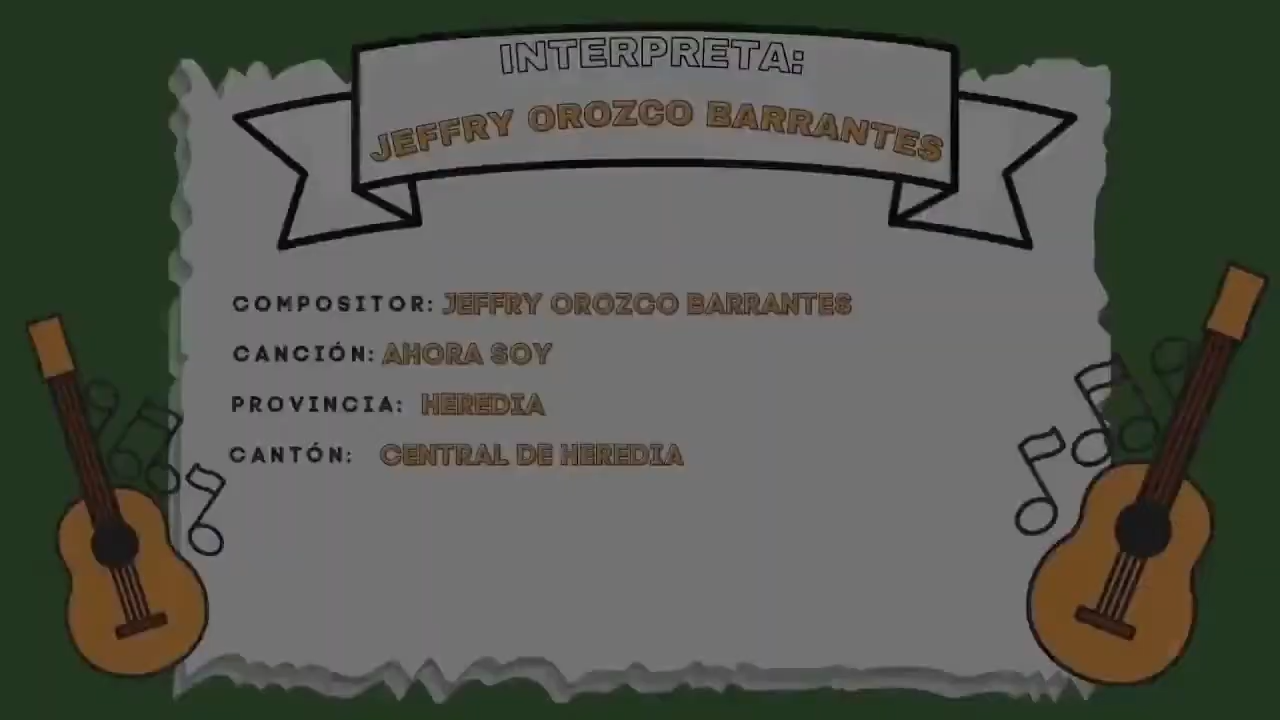 INTERPRETA:
JEFFRY OROZCO BARRANTES
COMPOSITOR: JEFFRY OROZCO BARRANTES
CANCIÓN: AHORA SOY
PROVINCIA: HEREDIA
CANTÓN: CENTRAL DE HEREDIA